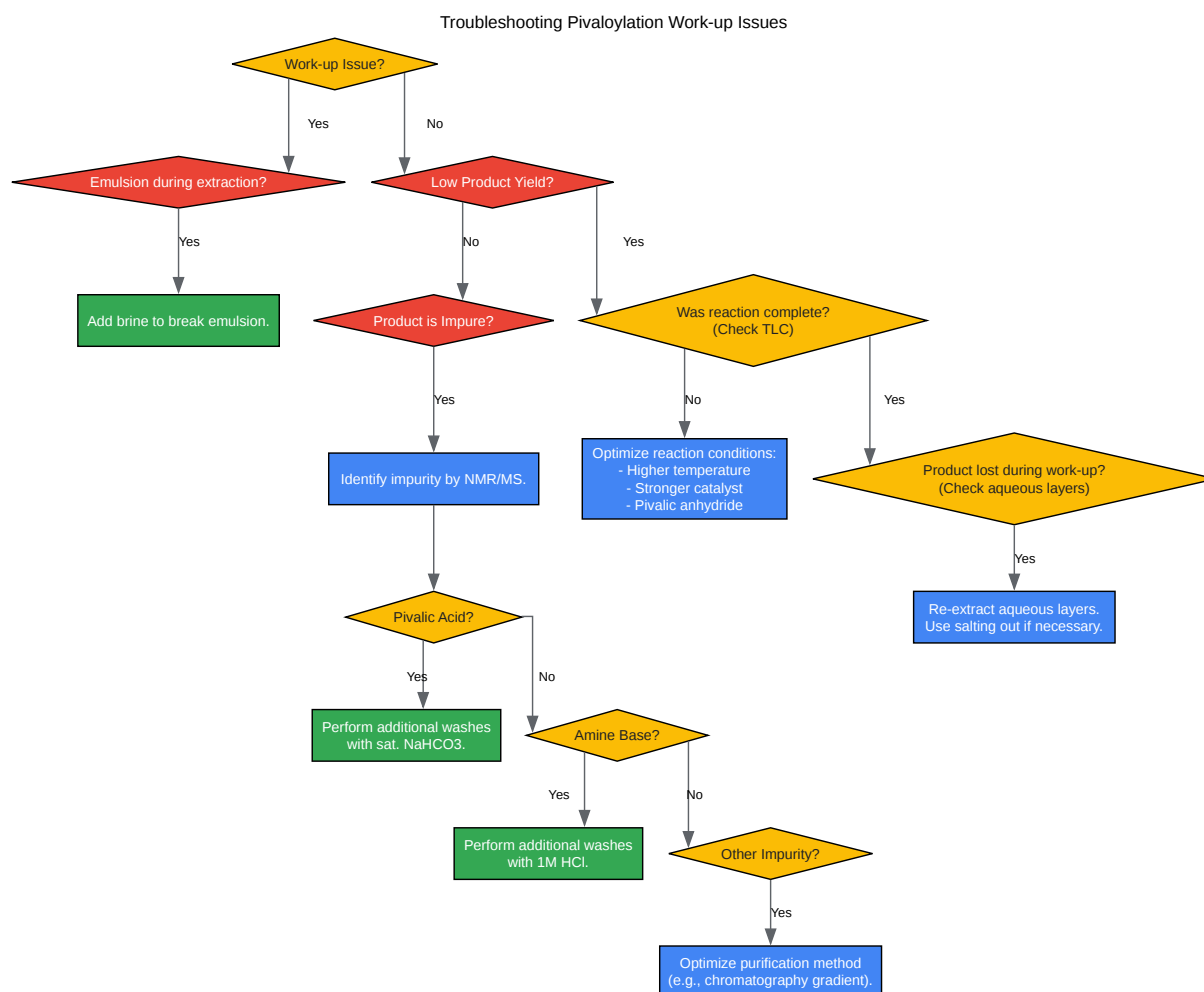 Troubleshooting Pivaloylation Work-up Issues
Work-up Issue?
Yes
No
Emulsion during extraction?
Low Product Yield?
Yes
No
Yes
Add brine to break emulsion.
Product is Impure?
Was reaction complete?
(Check TLC)
Yes
No
Yes
Identify impurity by NMR/MS.
Optimize reaction conditions:
- Higher temperature
- Stronger catalyst
- Pivalic anhydride
Product lost during work-up?
(Check aqueous layers)
Yes
Pivalic Acid?
Re-extract aqueous layers.
Use salting out if necessary.
Yes
No
Perform additional washes
with sat. NaHCO3.
Amine Base?
Yes
No
Perform additional washes
with 1M HCl.
Other Impurity?
Yes
Optimize purification method
(e.g., chromatography gradient).